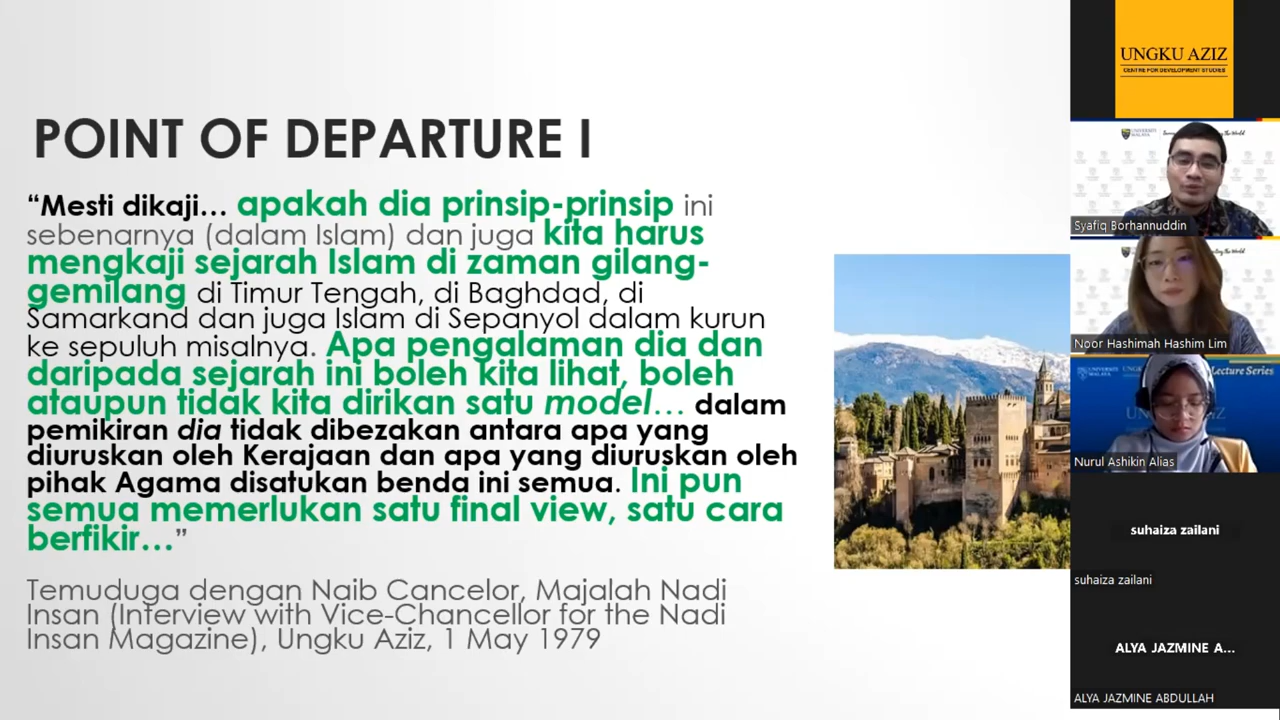 POINT OF DEPARTURE I
“Mesti dikaji… apakah dia prinsip-prinsip ini
sebenarnya (dalam Islam) dan juga kita harus
mengkaji sejarah Islam di zaman gilang-
gemilang di Timur Tengah, di Baghdad, di
Samarkand dan juga Islam di Sepanyol dalam kurun
ke sepuluh misalnya. Apa pengalaman dia dan
daripada sejarah ini boleh kita lihat, boleh
ataupun tidak kita dirikan satu model… dalam
pemikiran dia tidak dibezakan antara apa yang
diuruskan oleh Kerajaan dan apa yang diuruskan oleh
pihak Agama disatukan benda ini semua. Ini pun
semua memerlukan satu final view, satu cara
berfikir…”
Temuduga dengan Naib Cancelor, Majalah Nadi
Insan (Interview with Vice-Chancellor for the Nadi
Insan Magazine), Ungku Aziz, 1 May 1979
UNGKU AZIZ
CENTRE FOR DEVELOPMENT STUDIES
Syafiq Borhannuddin
Noor Hashimah Hashim Lim
Lecture Series
Nurul Ashikin Alias
suhaiza zailani
suhaiza zailani
ALYA JAZMINE A...
ALYA JAZMINE ABDULLAH